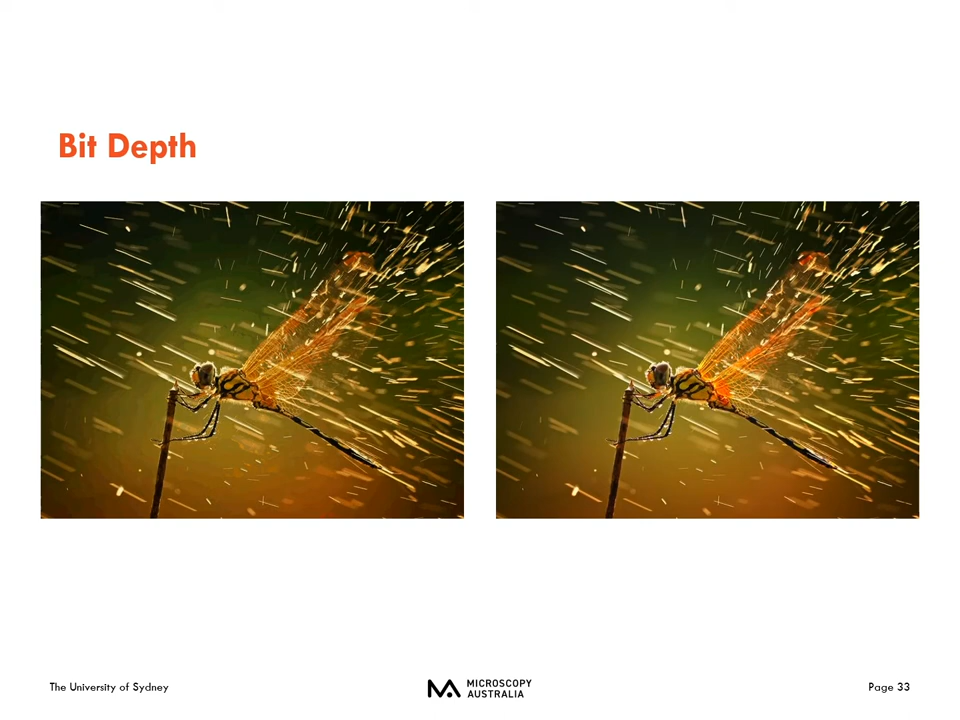 Bit Depth
The University of Sydney
MICROSCOPY
AUSTRALIA
Page 33